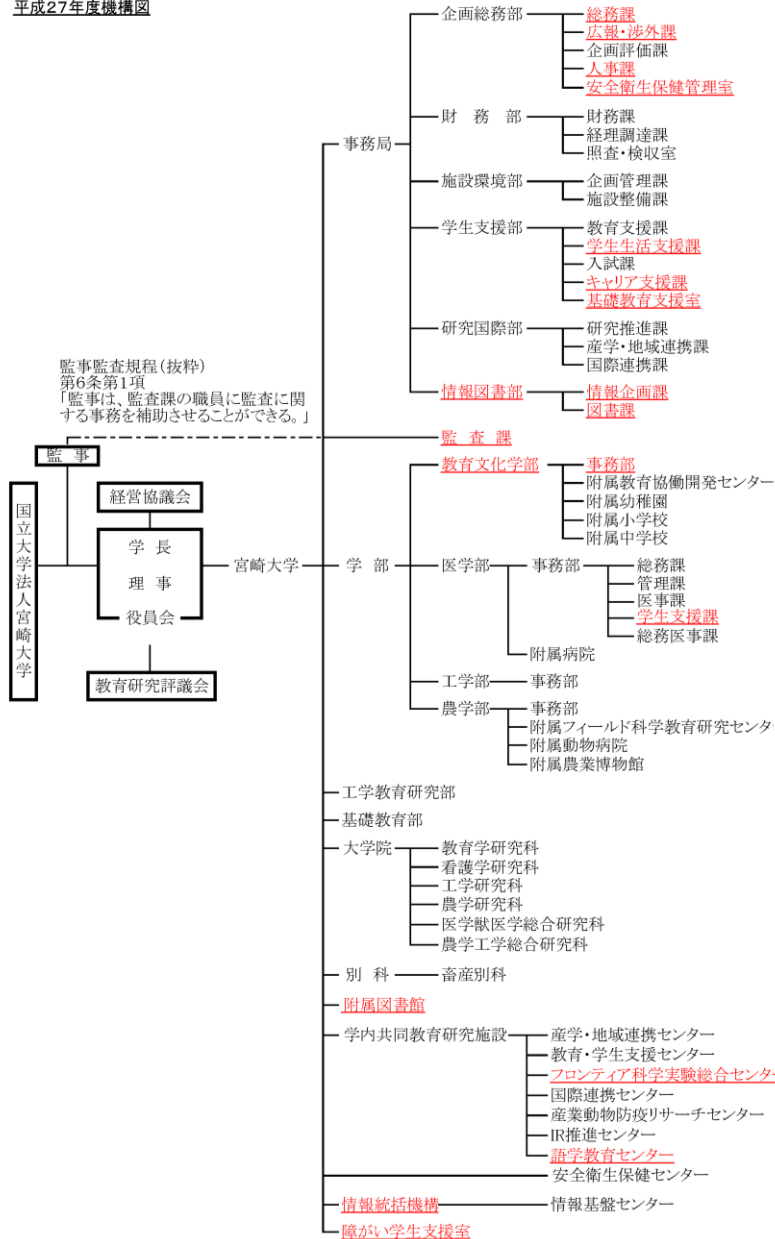 平成27年度機構図
企画総務部
総務課
広報・渉外課
企画評価課
人事課
安全衛生保健管理室
財務部
財務課
経理調達課
照査・検収室
事務局
施設環境部
企画管理課
施設整備課
学生支援部
教育支援課
学生生活支援課
入試課
キャリア支援課
基礎教育支援室
研究国際部
研究推進課
産学・地域連携課
国際連携課
情報図書部
情報企画課
図書課
監事監査規程(抜粋)
第6条第1項
「監事は、監査課の職員に監査に関
する事務を補助させることができる。」
監査課
監事
国立大学法人宮崎大学
経営協議会
学長
理事
役員会
教育研究評議会
宮崎大学
学部
教育文化学部
事務部
附属教育協働開発センター
附属幼稚園
附属小学校
附属中学校
医学部
事務部
総務課
管理課
医事課
学生支援課
総務医事課
附属病院
工学部
事務部
農学部
事務部
附属フィールド科学教育研究センタ
附属動物病院
附属農業博物館
工学教育研究部
基礎教育部
大学院
教育学研究科
看護学研究科
工学研究科
農学研究科
医学獣医学総合研究科
農学工学総合研究科
別科
畜産別科
附属図書館
学内共同教育研究施設
産学・地域連携センター
教育・学生支援センター
フロンティア科学実験総合センタ
国際連携センター
産業動物防疫リサーチセンター
IR推進センター
語学教育センター
安全衛生保健センター
情報統括機構
情報基盤センター
障がい学生支援室